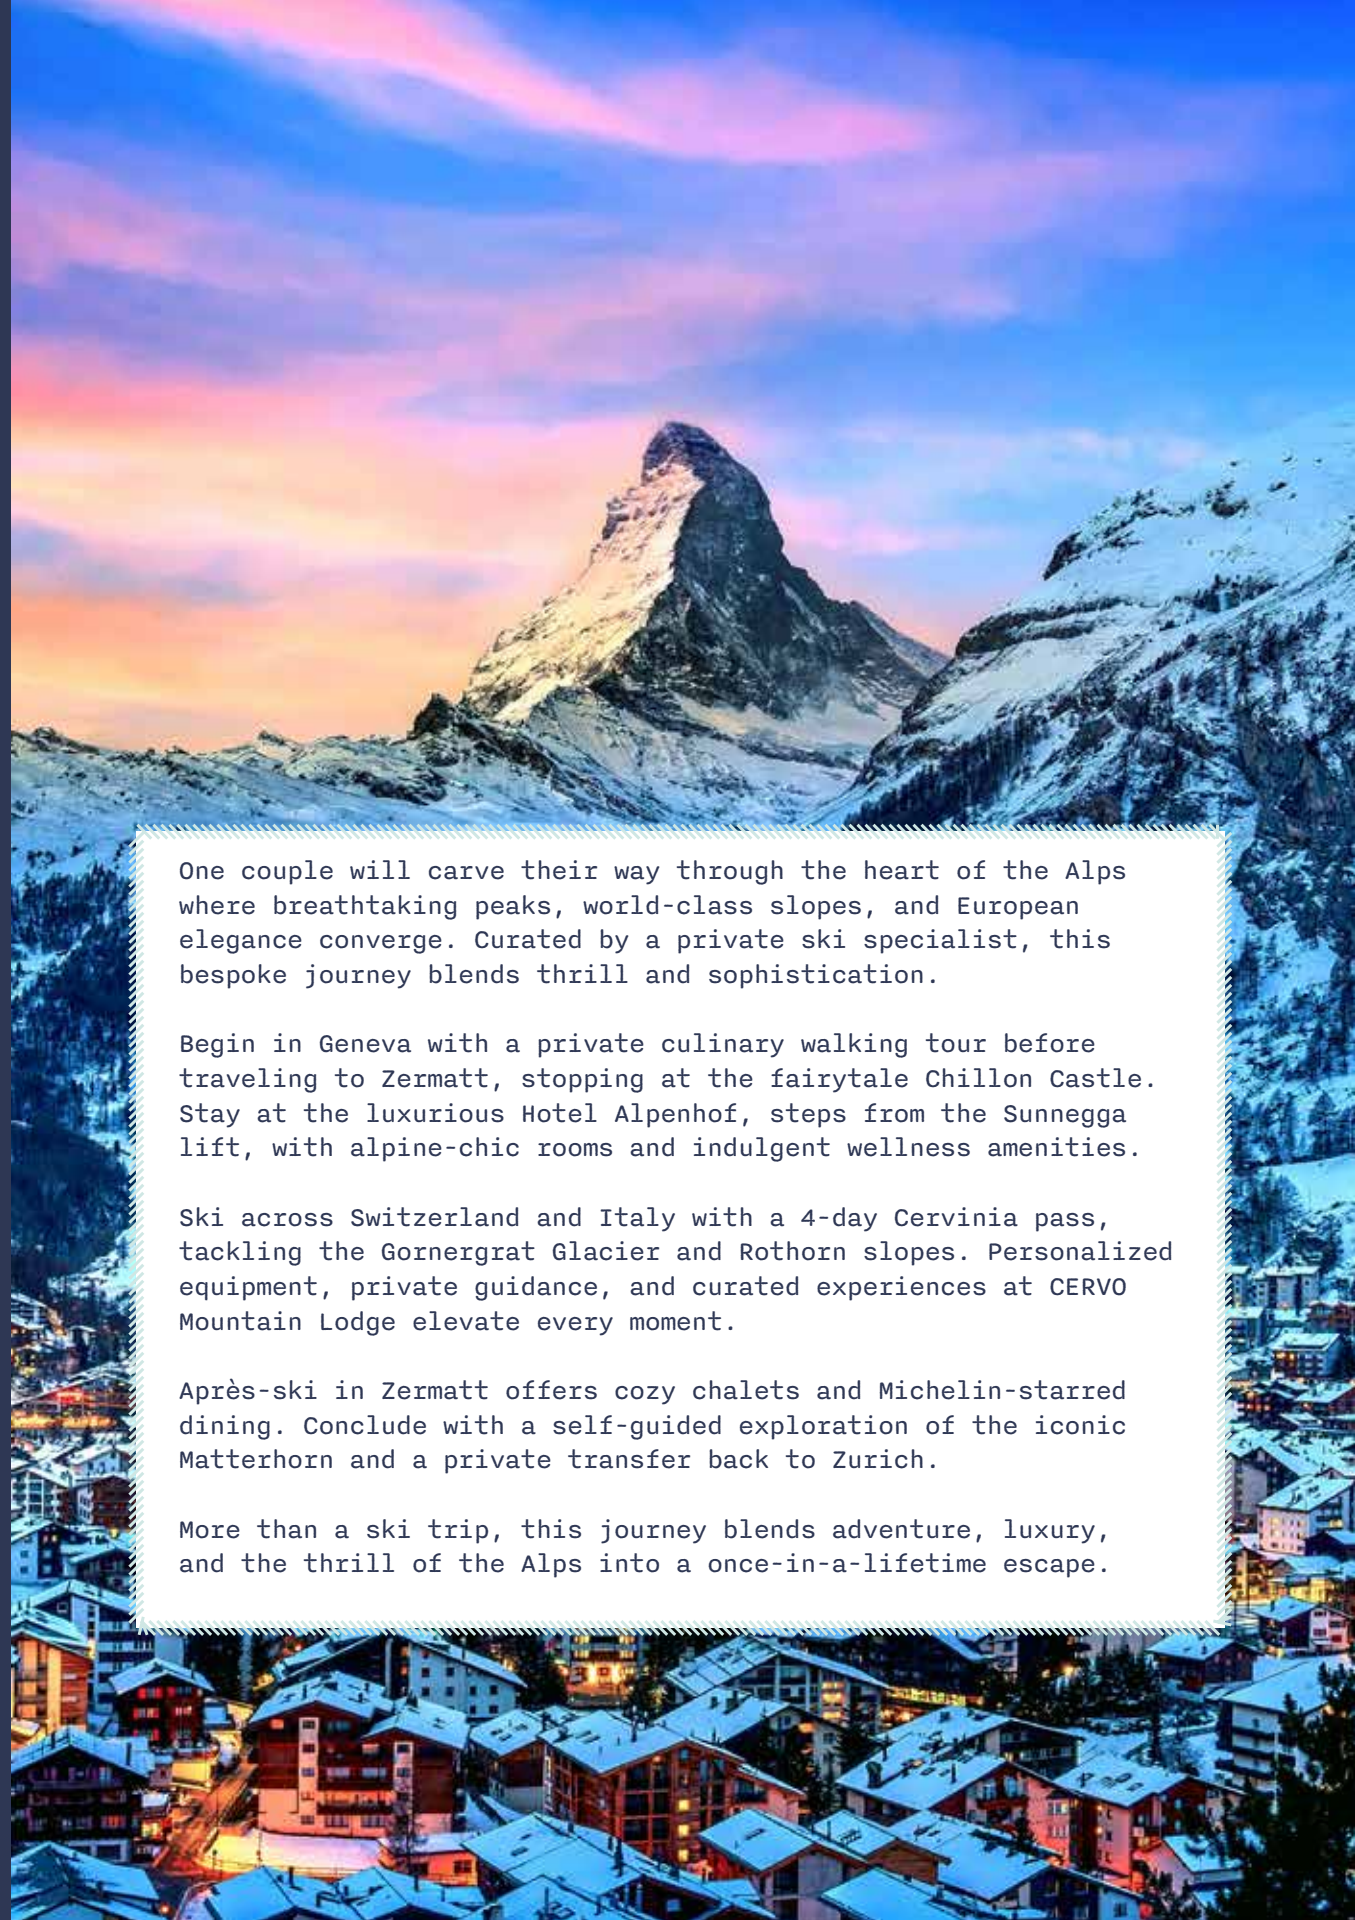 One couple will carve their way through the heart of the Alps
where breathtaking peaks, world-class slopes, and European
elegance converge. Curated by a private ski specialist, this
bespoke journey blends thrill and sophistication.
Begin in Geneva with a private culinary walking tour before
traveling to Zermatt, stopping at the fairytale Chillon Castle.
Stay at the luxurious Hotel Alpenhof, steps from the Sunnegga
lift, with alpine-chic rooms and indulgent wellness amenities.
Ski across Switzerland and Italy with a 4-day Cervinia pass,
tackling the Gornergrat Glacier and Rothorn slopes. Personalized
equipment, private guidance, and curated experiences at CERVO
Mountain Lodge elevate every moment.
Après-ski in Zermatt offers cozy chalets and Michelin-starred
dining. Conclude with a self-guided exploration of the iconic
Matterhorn and a private transfer back to Zurich.
More than a ski trip, this journey blends adventure, luxury,
and the thrill of the Alps into a once-in-a-lifetime escape.